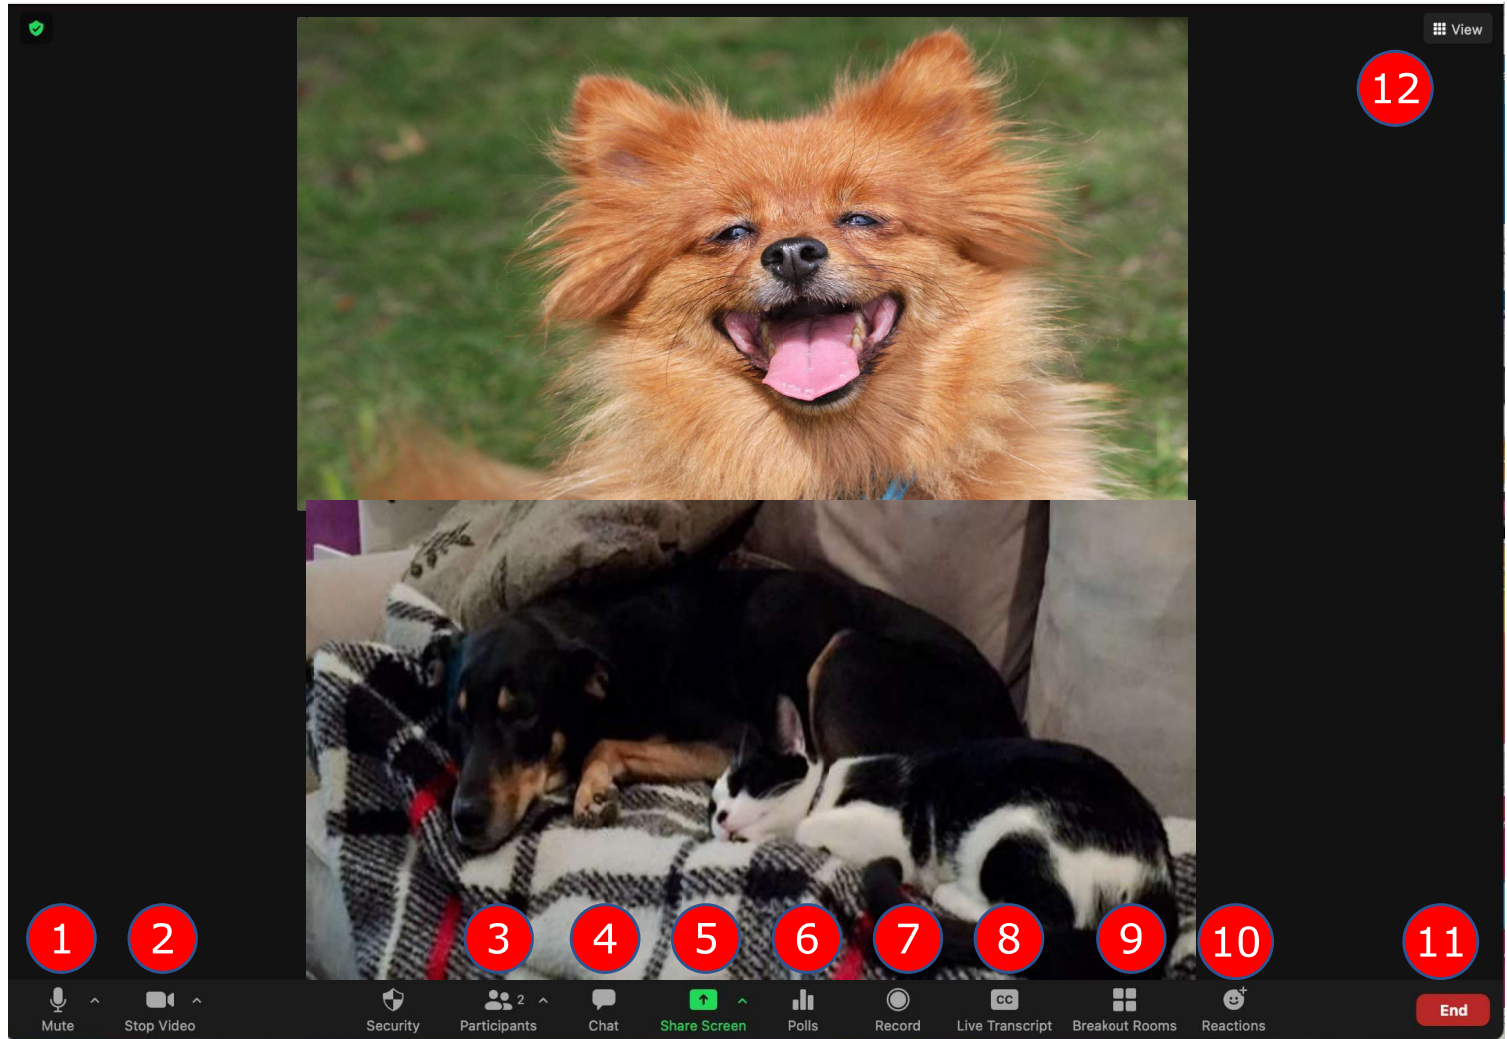 View
12
1 2 3 4 5 6 7 8 9 10 11
2
CC
Mute Stop Video Security Participants Chat Share Screen Polls Record Live Transcript Breakout Rooms Reactions End